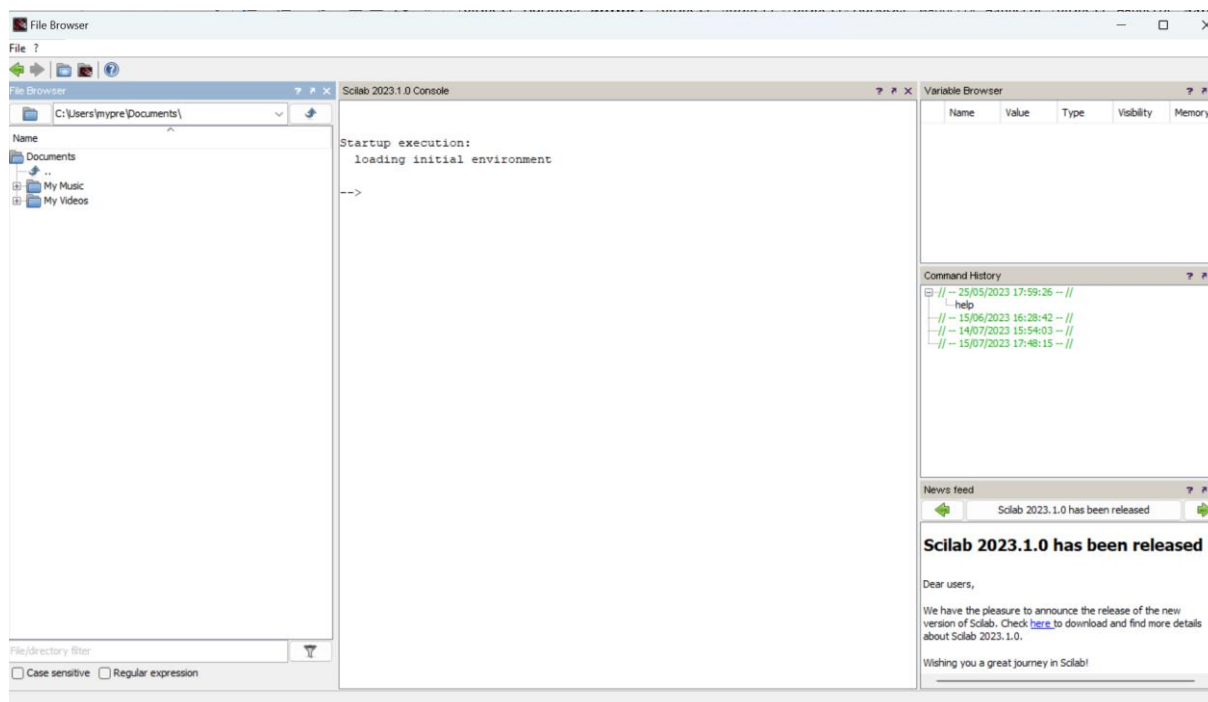 File Browser
File ?
File Browser
C:\Users\mypre\Documents\
Name
Documents
..
My Music
My Videos
File/directory filter
Case sensitive Regular expression
Scilab 2023.1.0 Console
Startup execution:
loading initial environment
-->
Variable Browser
Name Value Type Visibility Memory
Command History
// -- 25/05/2023 17:59:26 -- //
help
// -- 15/06/2023 16:28:42 -- //
// -- 14/07/2023 15:54:03 -- //
// -- 15/07/2023 17:48:15 -- //
News feed
Scilab 2023.1.0 has been released
Scilab 2023.1.0 has been released
Dear users,
We have the pleasure to announce the release of the new
version of Scilab. Check here to download and find more details
about Scilab 2023.1.0.
Wishing you a great journey in Scilab!